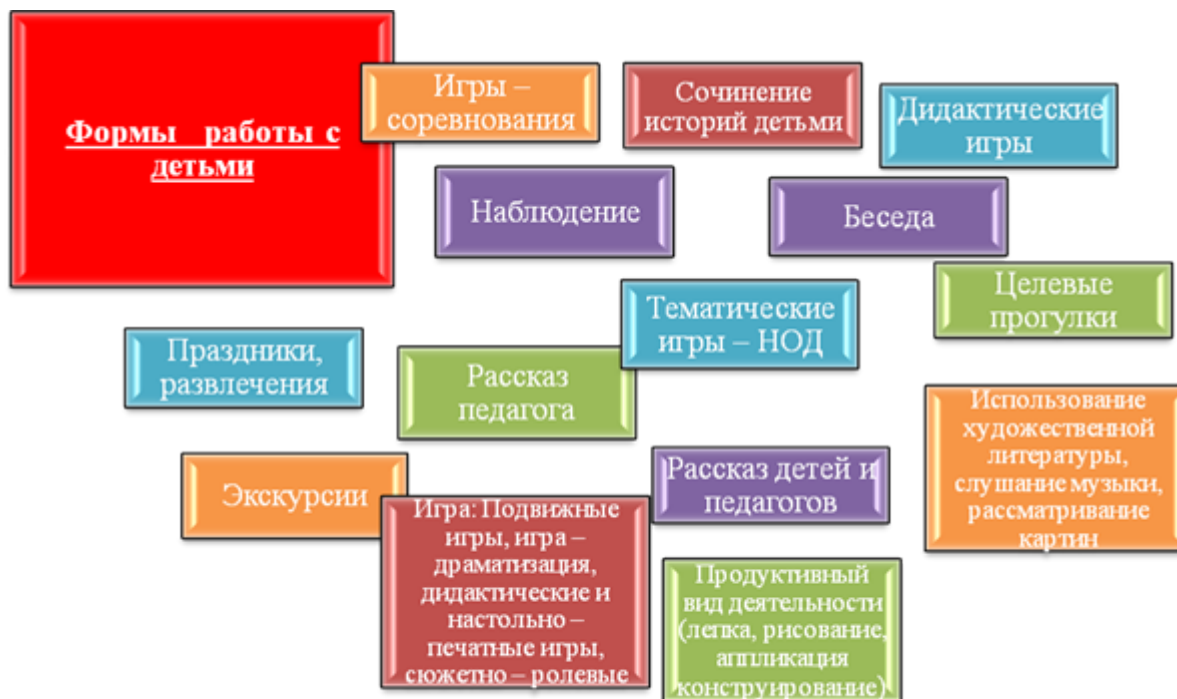 Формы работы с
детьми
Игры –
соревнования
Сочинение
историй детьми
Дидактические
игры
Наблюдение
Беседа
Целевые
прогулки
Тематические
игры – НОД
Праздники,
развлечения
Рассказ
педагога
Использование
художественной
литературы,
слушание музыки,
рассматривание
картин
Экскурсии
Рассказ детей и
педагогов
Игра: Подвижные
игры, игра –
драматизация,
дидактические и
настольно –
печатные игры,
сюжетно – ролевые
Продуктивный
вид деятельности
(лепка, рисование,
аппликация
конструирование)